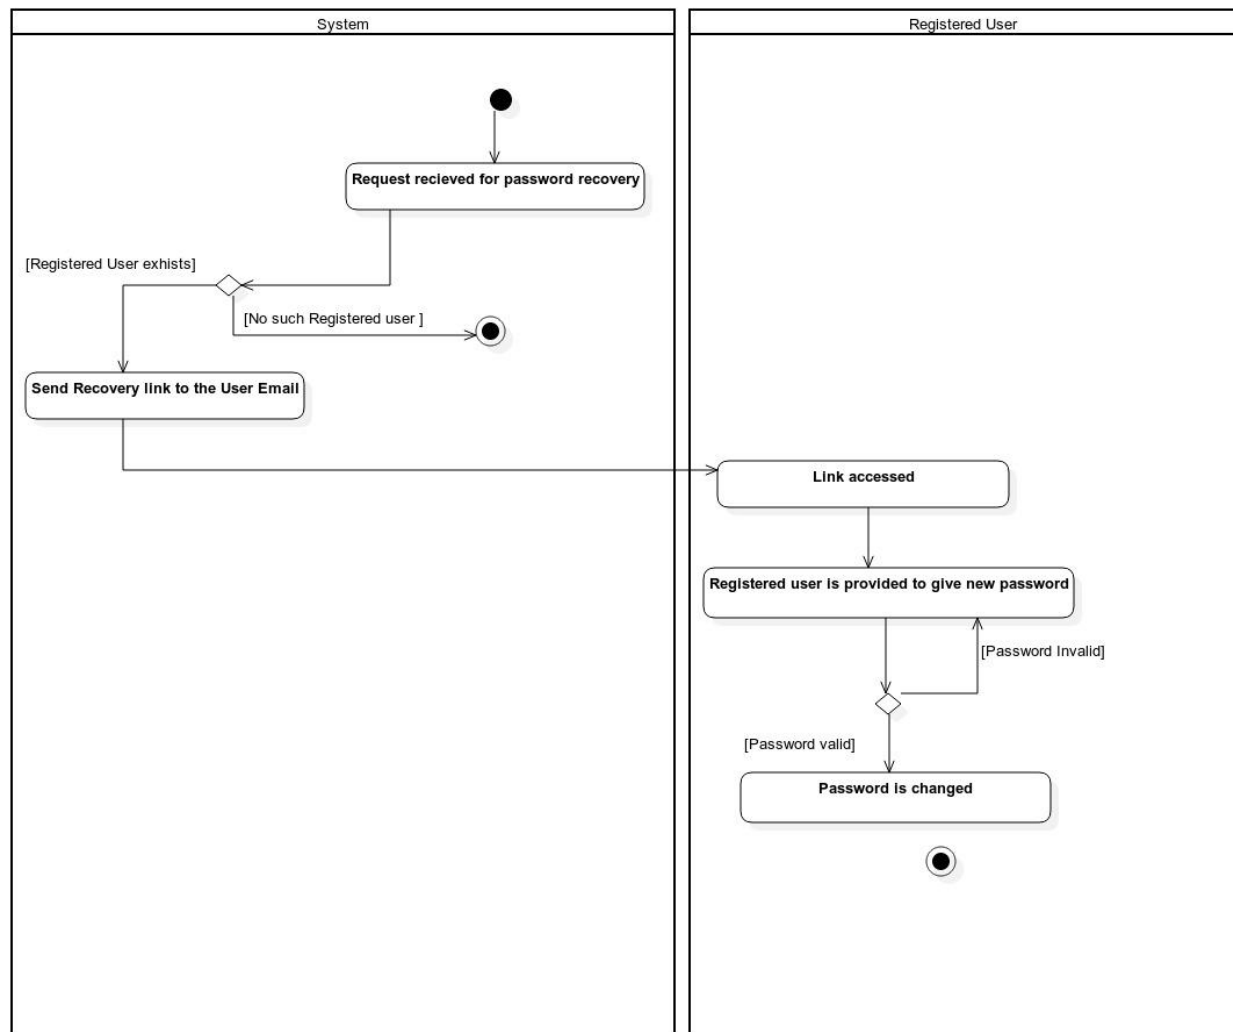 System
Registered User
Request recieved for password recovery
[Registered User exhists]
[No such Registered user ]
Send Recovery link to the User Email
Link accessed
Registered user is provided to give new password
[Password Invalid]
[Password valid]
Password is changed